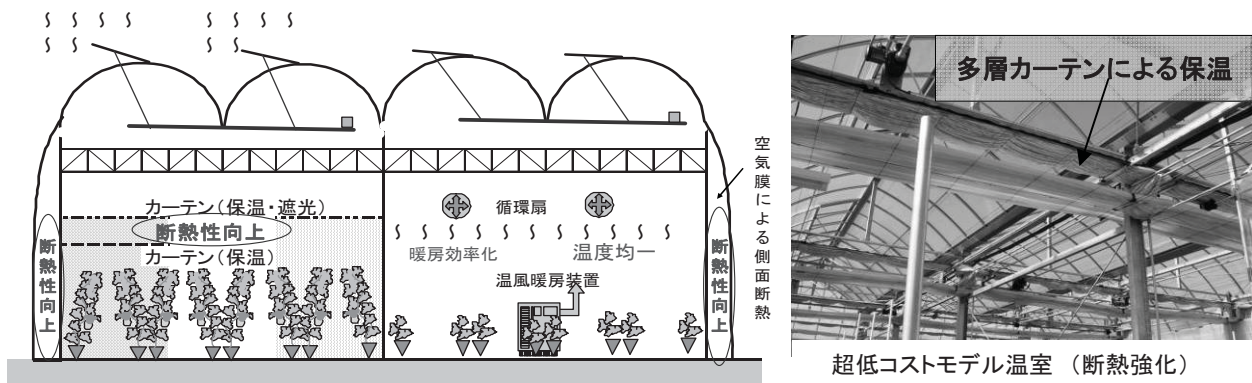 カーテン（保温・遮光）
断熱性向上
カーテン（保温）
断熱性向上
循環扇
暖房効率化
温度均一
温風暖房装置
断熱性向上
空気膜による側面断熱
多層カーテンによる保温
超低コストモデル温室 （断熱強化）